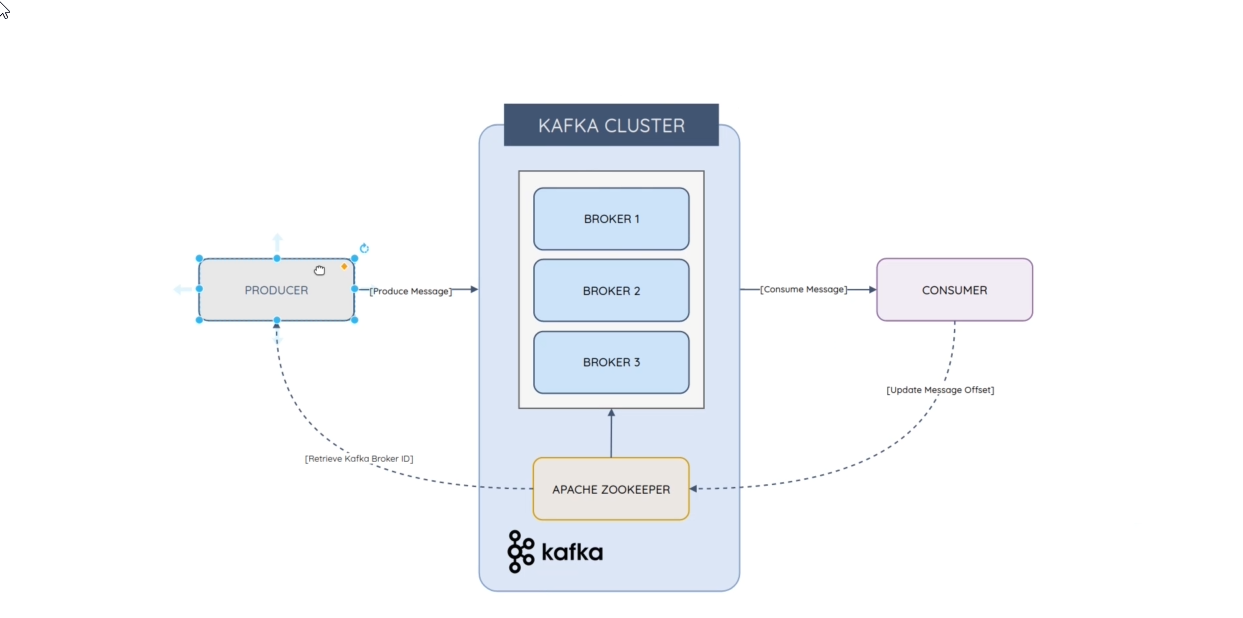 KAFKA CLUSTER
BROKER 1
PRODUCER
[Produce Message]
BROKER 2
[Consume Message]
CONSUMER
BROKER 3
[Update Message Offset]
[Retrieve Kafka Broker ID]
APACHE ZOOKEEPER
kafka